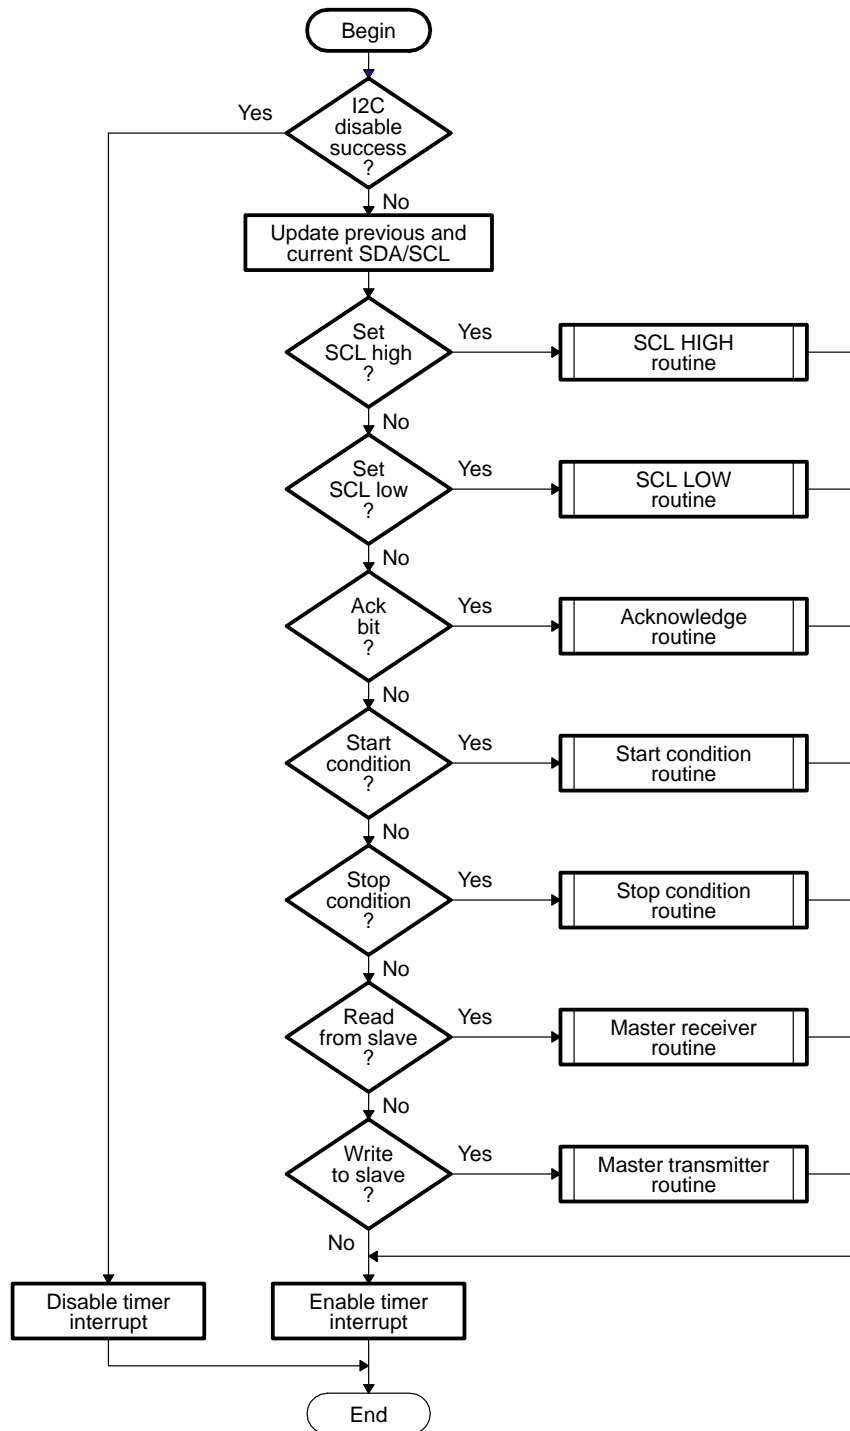 Begin
I2C
disable
success
?
Yes
No
Update previous and
current SDA/SCL
Set
SCL high
?
Yes
SCL HIGH
routine
No
Set
SCL low
?
Yes
SCL LOW
routine
No
Ack
bit
?
Yes
Acknowledge
routine
No
Start
condition
?
Yes
Start condition
routine
No
Stop
condition
?
Yes
Stop condition
routine
No
Read
from slave
?
Yes
Master receiver
routine
No
Write
to slave
?
Yes
Master transmitter
routine
No
Disable timer
interrupt
Enable timer
interrupt
End